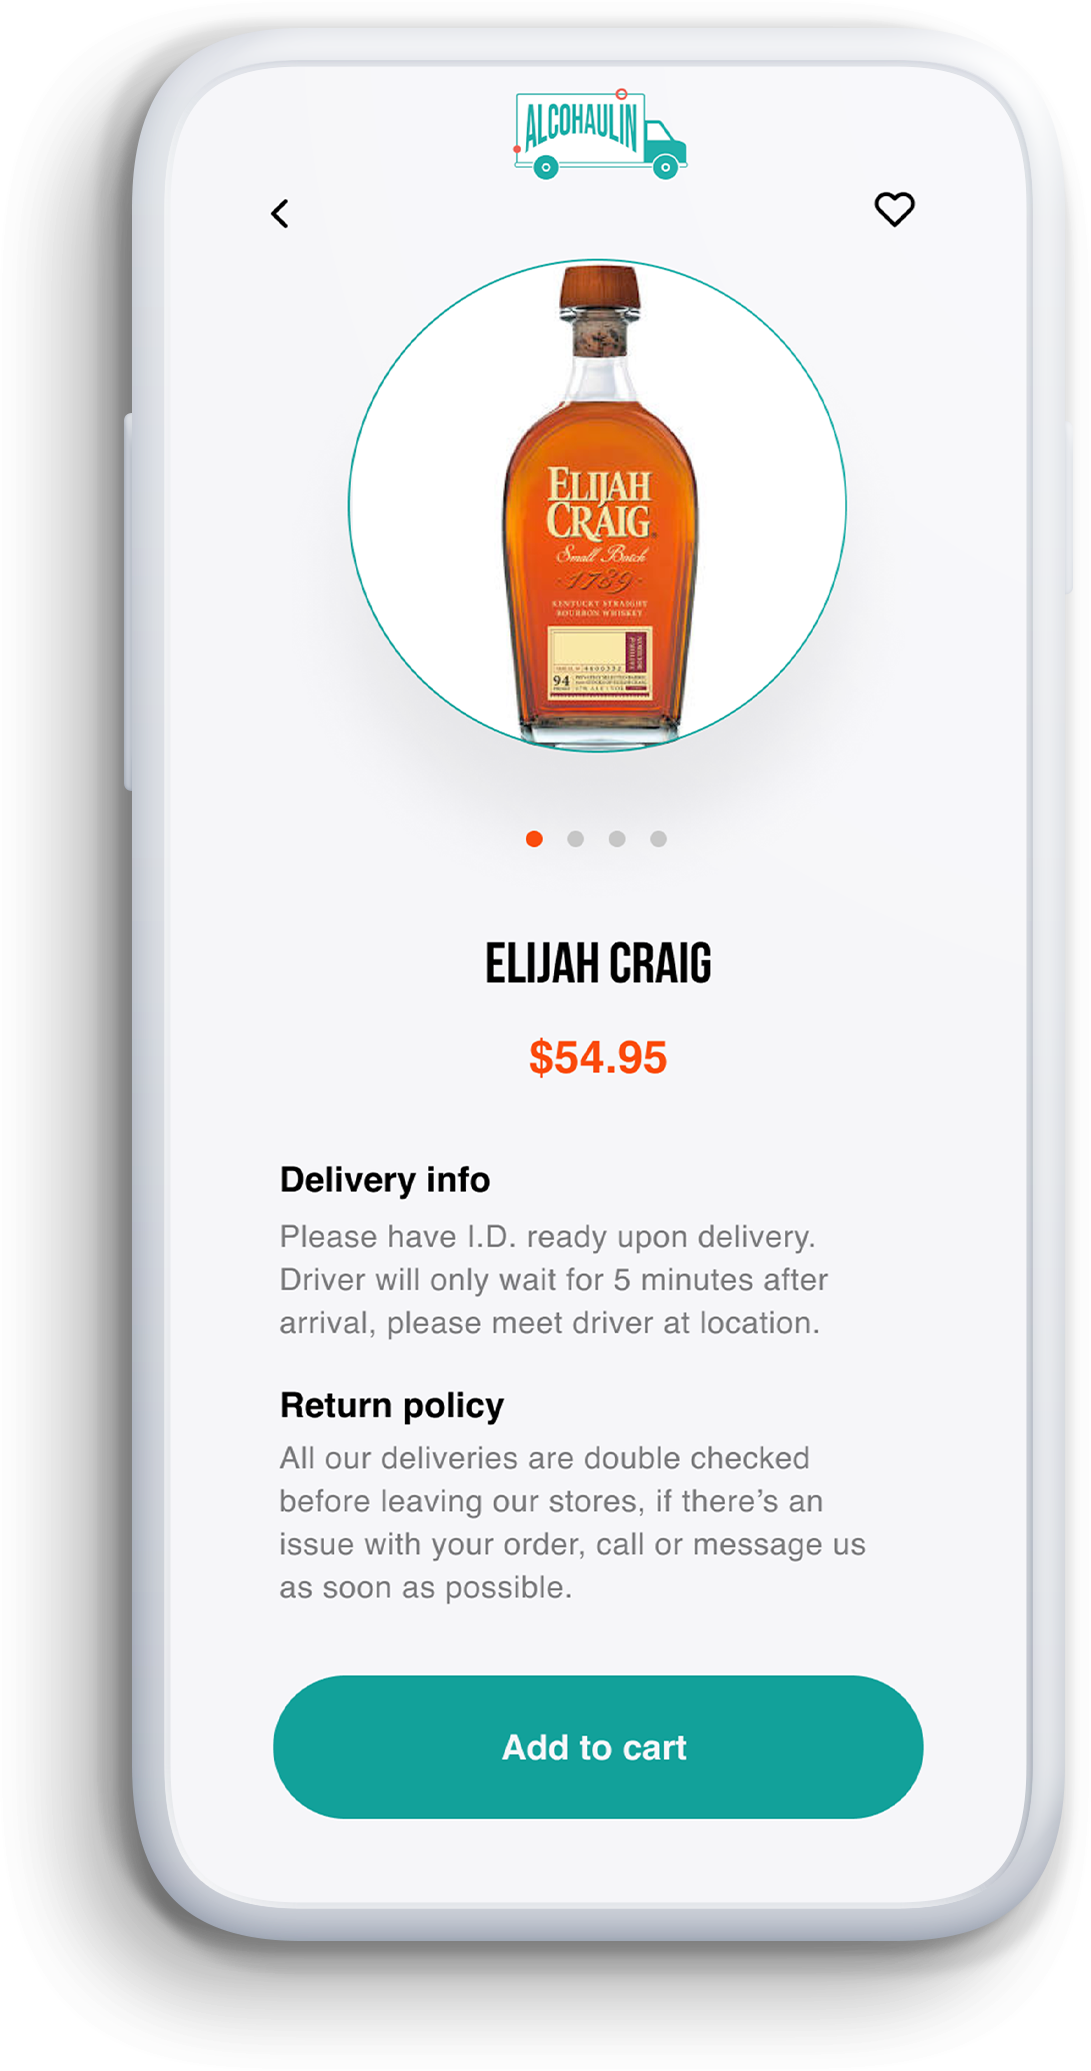 ALCOHAULIN
ELIJAH
CRAIG
Small Batch
1789
KENTUCKY STRAIGHT
BOURBON WHISKEY
94
ELIJAH CRAIG
$54.95
Delivery info
Please have I.D. ready upon delivery.
Driver will only wait for 5 minutes after
arrival, please meet driver at location.
Return policy
All our deliveries are double checked
before leaving our stores, if there’s an
issue with your order, call or message us
as soon as possible.
Add to cart